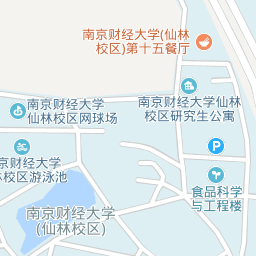 南京财经大学(仙林
校区)第十五餐厅
南京财经大学
仙林校区网球场
南京财经大学仙林
校区研究生公寓
京财经大学
校区游泳池
P
食品科学
与工程楼
南京财经大学
(仙林校区)